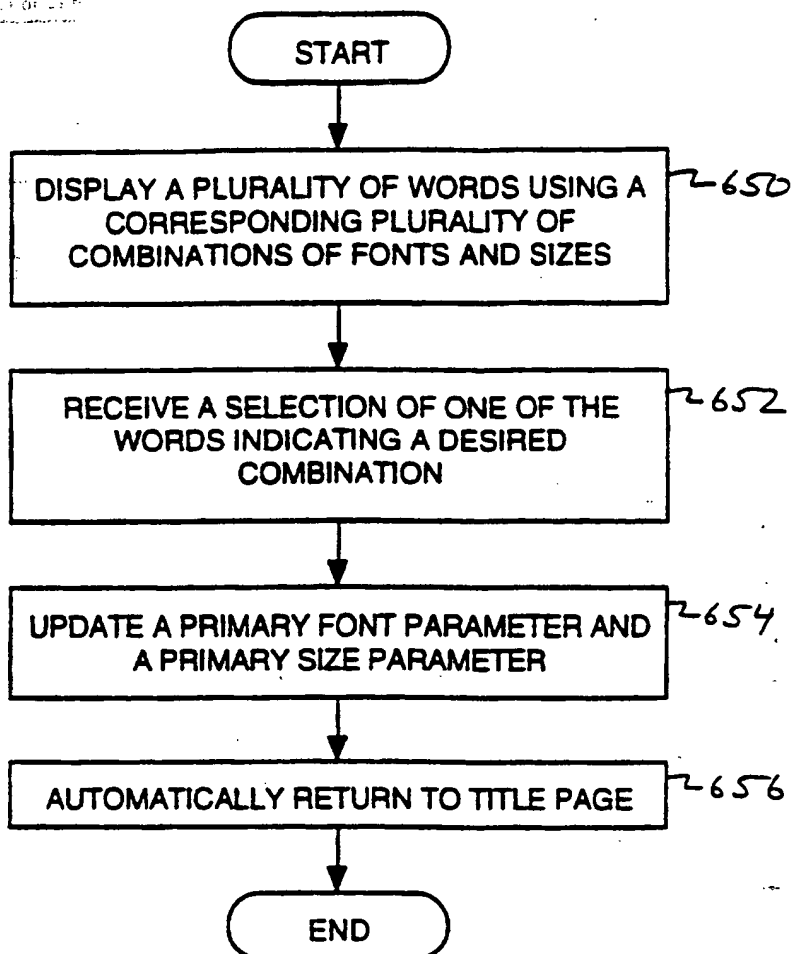 START
DISPLAY A PLURALITY OF WORDS USING A
CORRESPONDING PLURALITY OF
COMBINATIONS OF FONTS AND SIZES
650
RECEIVE A SELECTION OF ONE OF THE
WORDS INDICATING A DESIRED
COMBINATION
652
UPDATE A PRIMARY FONT PARAMETER AND
A PRIMARY SIZE PARAMETER
654
AUTOMATICALLY RETURN TO TITLE PAGE
656
END